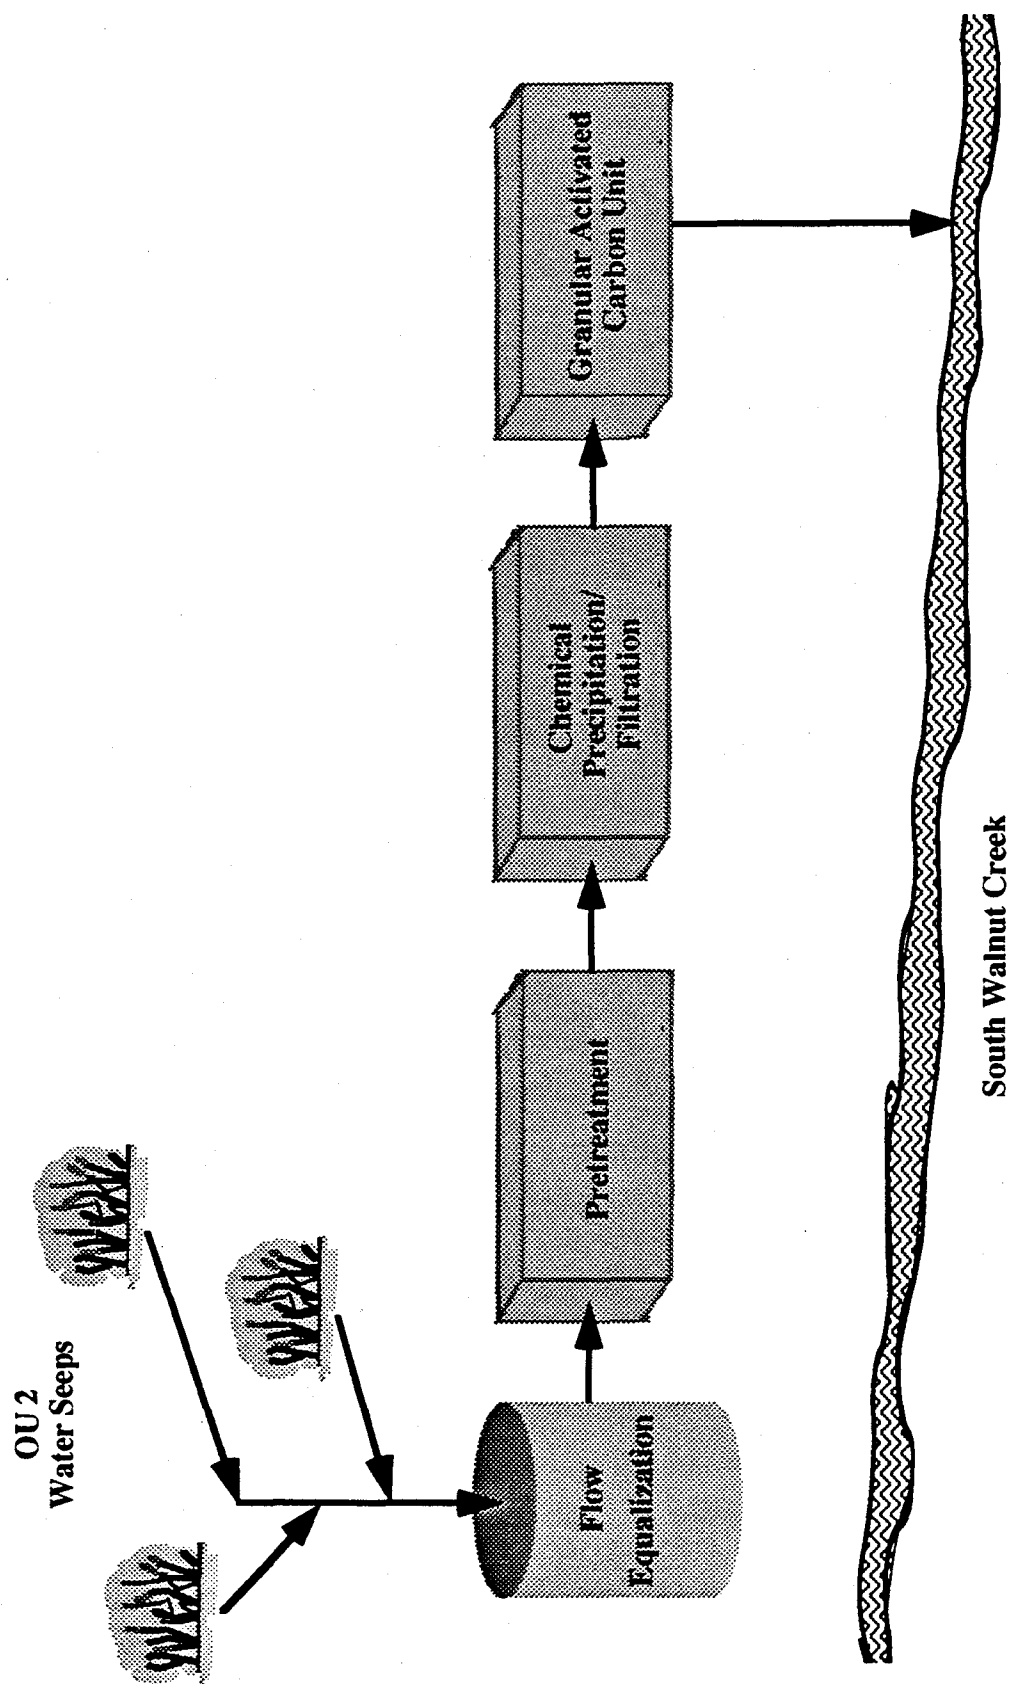 OU 2
Water Seeps
Flow
Equalization
Pretreatment
Chemical
Precipitation/
Filtration
Granular Activated
Carbon Unit
South Walnut Creek